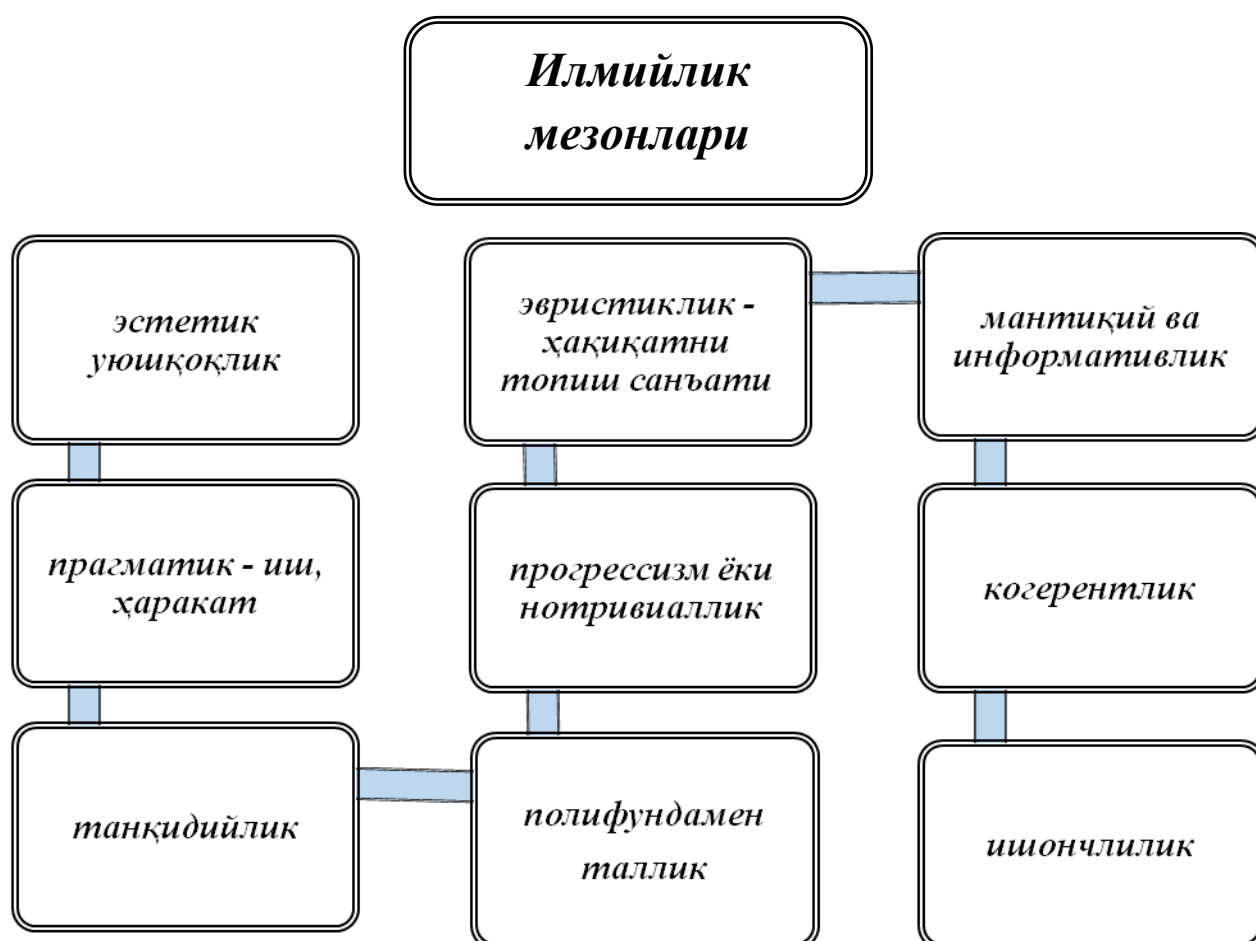 Илмийлик
мезонлари
эстетик
уюшқоқлик
прагматик - иш,
ҳаракат
танқидийлик
эвристиклик -
ҳақиқатни
топиш санъати
прогрессизм ёки
нотривиаллик
полифундамен
таллик
мантиқий ва
информативлик
когерентлик
ишончлилик